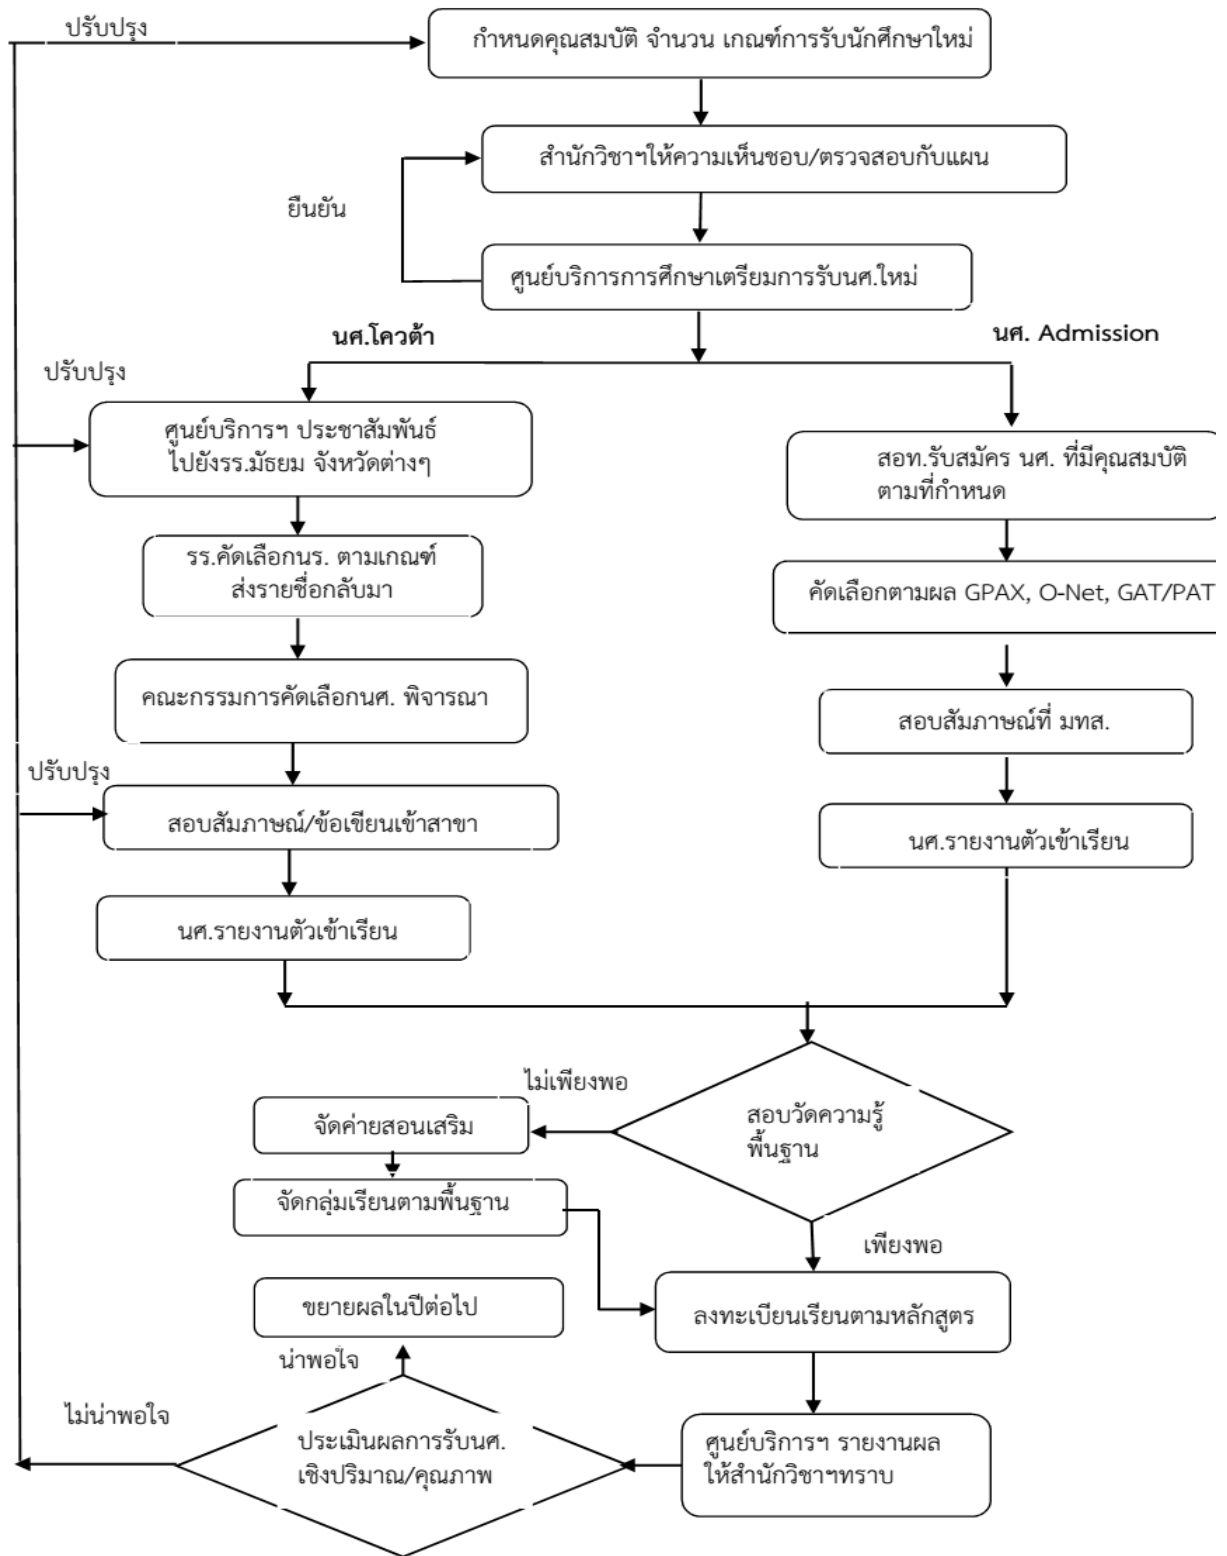 ปรับปรุง
กำหนดคุณสมบัติ จำนวน เกณฑ์การรับนักศึกษาใหม่
สำนักวิชาฯให้ความเห็นชอบ/ตรวจสอบกับแผน
ยืนยัน
ศูนย์บริการการศึกษาเตรียมการรับนศ.ใหม่
นศ.โควต้า
นศ. Admission
ปรับปรุง
ศูนย์บริการฯ ประชาสัมพันธ์
ไปยังรร.มัธยม จังหวัดต่างๆ
สอท.รับสมัคร นศ. ที่มีคุณสมบัติ
ตามที่กำหนด
รร.คัดเลือกนร. ตามเกณฑ์
ส่งรายชื่อกลับมา
คัดเลือกตามผล GPAX, O-Net, GAT/PAT
คณะกรรมการคัดเลือกนศ. พิจารณา
สอบสัมภาษณ์ที่ มทส.
ปรับปรุง
สอบสัมภาษณ์/ข้อเขียนเข้าสาขา
นศ.รายงานตัวเข้าเรียน
นศ.รายงานตัวเข้าเรียน
ไม่เพียงพอ
จัดค่ายสอนเสริม
สอบวัดความรู้
พื้นฐาน
จัดกลุ่มเรียนตามพื้นฐาน
เพียงพอ
ขยายผลในปีต่อไป
ลงทะเบียนเรียนตามหลักสูตร
น่าพอใจ
ไม่น่าพอใจ
ประเมินผลการรับนศ.
เชิงปริมาณ/คุณภาพ
ศูนย์บริการฯ รายงานผล
ให้สำนักวิชาฯทราบ